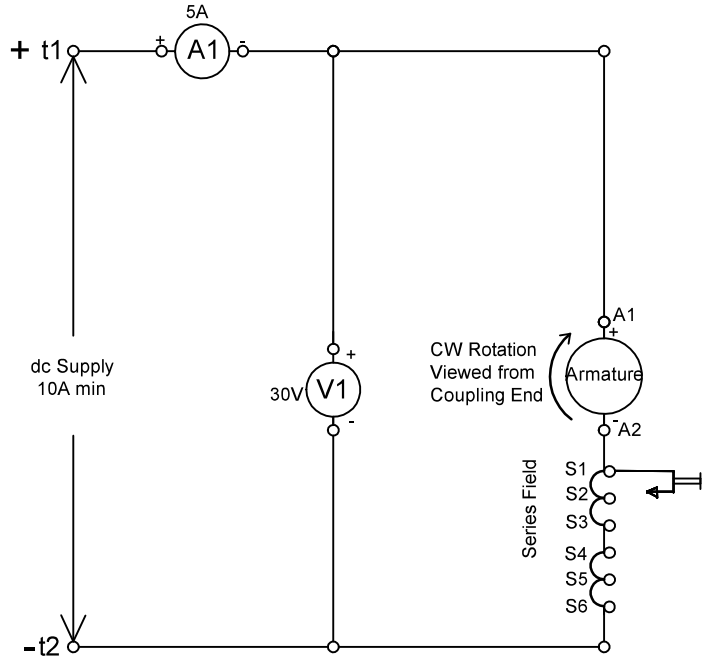 5A
+ t1
+
A1
-
A1
+
dc Supply
10A min
+
30V
V1
-
CW Rotation
Viewed from
Coupling End
Armature
-
A2
Series Field
S1
S2
S3
S4
S5
S6
-t2